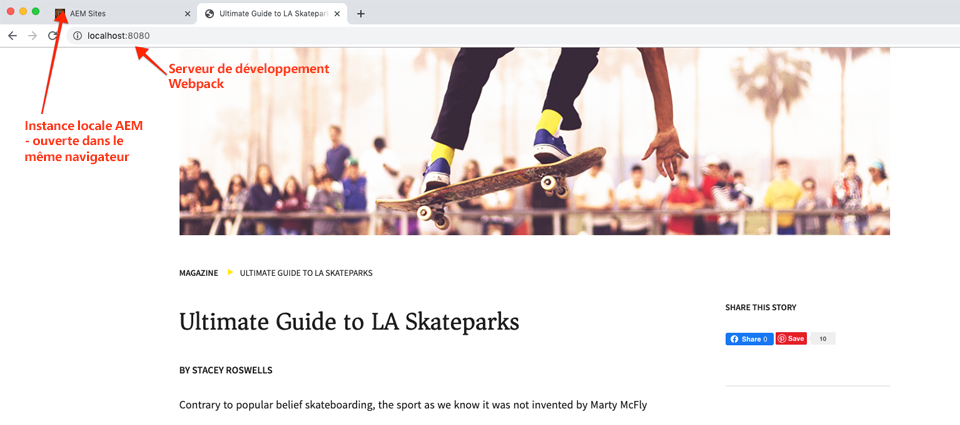 AEM Sites
Ultimate Guide to LA Skatepark
localhost:8080
Serveur de développement
Webpack
Instance locale AEM
- ouverte dans le
même navigateur
MAGAZINE ULTIMATE GUIDE TO LA SKATEPARKS
Ultimate Guide to LA Skateparks
SHARE THIS STORY
Share 0
Save
10
BY STACEY ROSWELLS
Contrary to popular belief skateboarding, the sport as we know it was not invented by Marty McFly